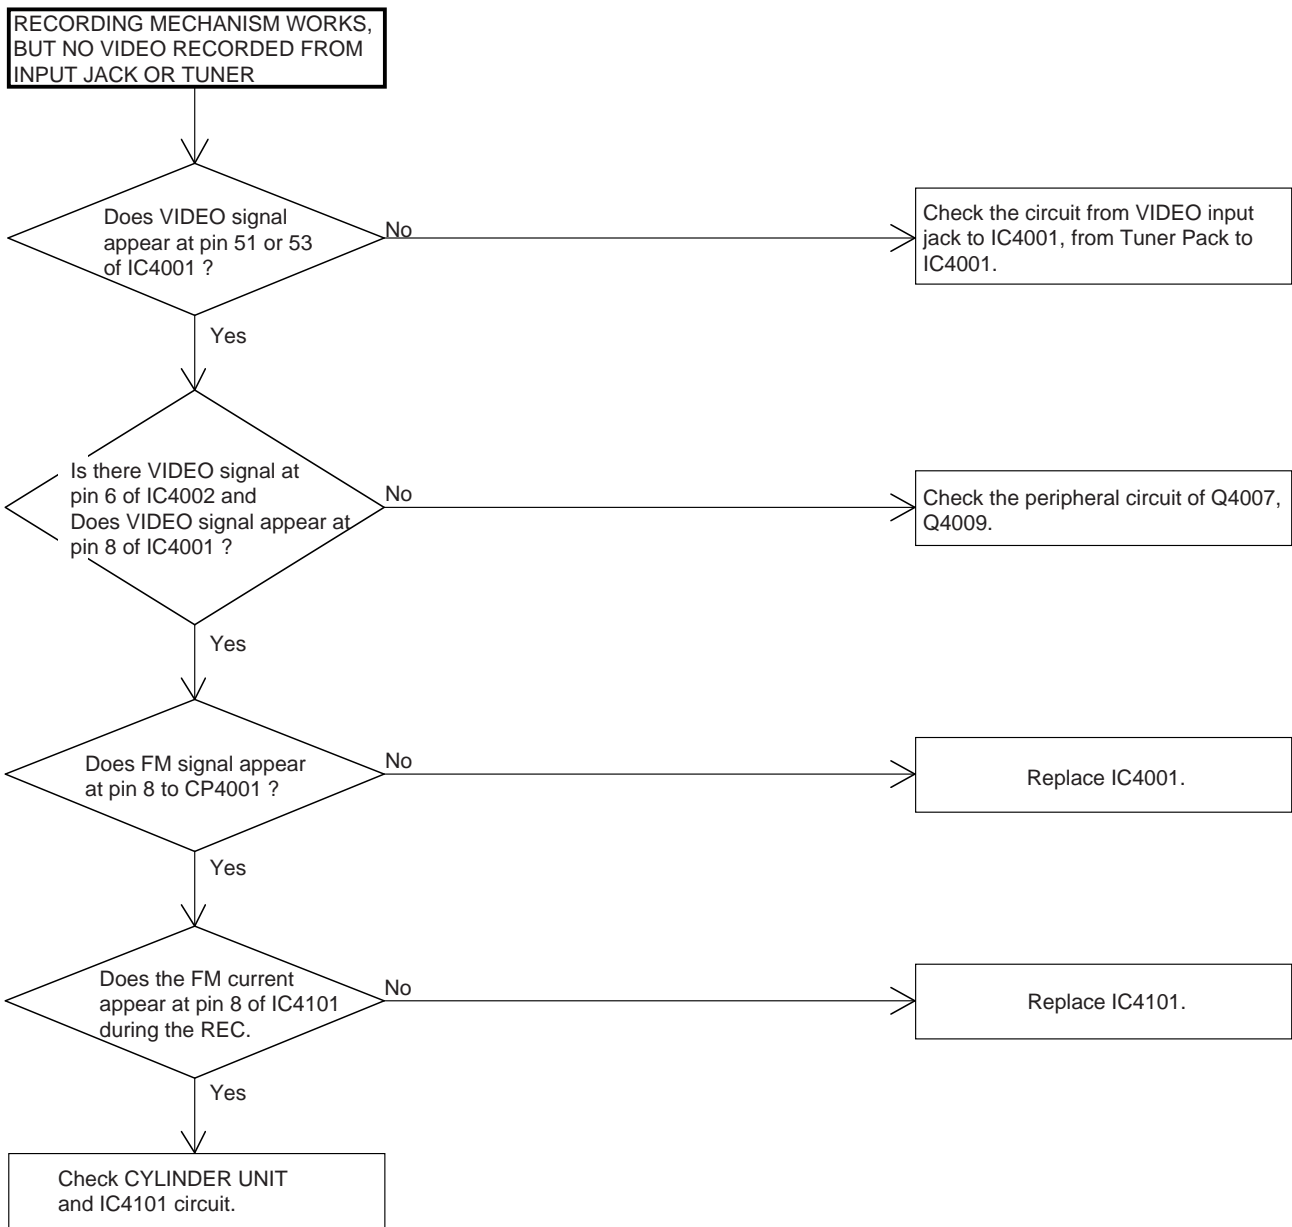 RECORDING MECHANISM WORKS,
BUT NO VIDEO RECORDED FROM
INPUT JACK OR TUNER
Does VIDEO signal
appear at pin 51 or 53
of IC4001 ?
No
Check the circuit from VIDEO input
jack to IC4001, from Tuner Pack to
IC4001.
Yes
Is there VIDEO signal at
pin 6 of IC4002 and
Does VIDEO signal appear at
pin 8 of IC4001 ?
No
Check the peripheral circuit of Q4007,
Q4009.
Yes
Does FM signal appear
at pin 8 to CP4001 ?
No
Replace IC4001.
Yes
Does the FM current
appear at pin 8 of IC4101
during the REC.
No
Replace IC4101.
Yes
Check CYLINDER UNIT
and IC4101 circuit.